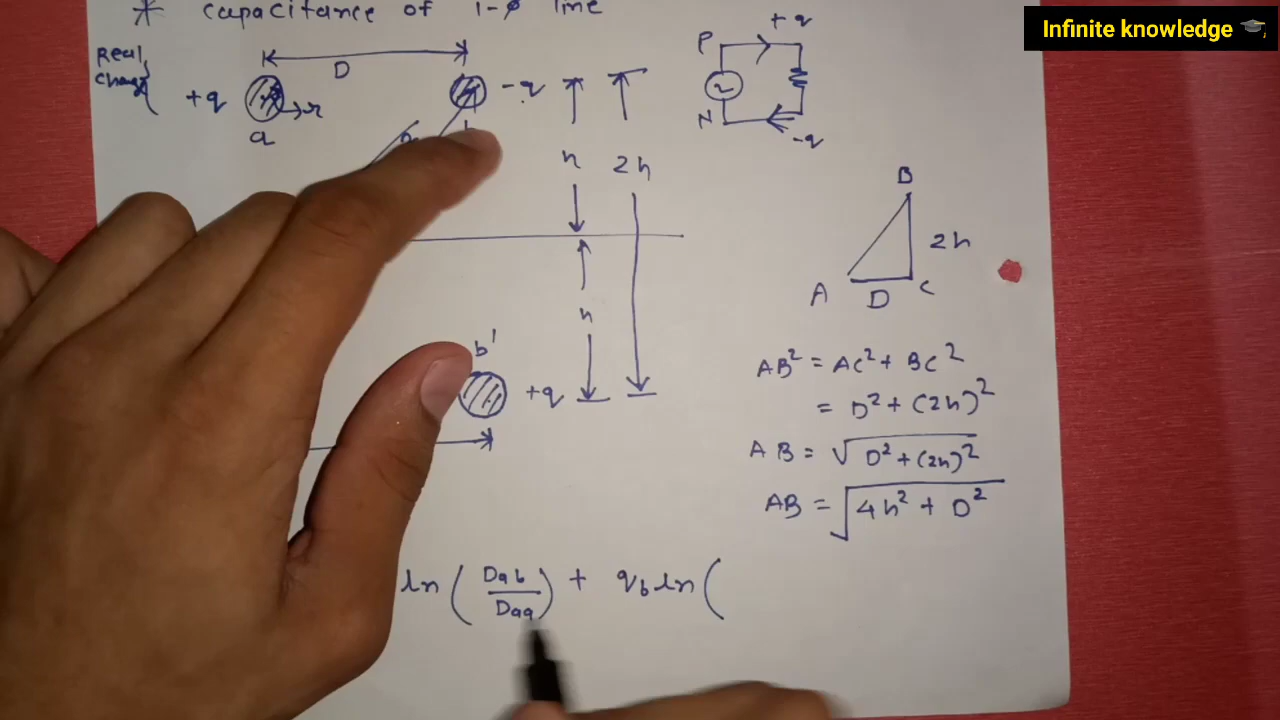 * capacitance of 1-φ line
Infinite knowledge
Real
charge
D
+q
r
a
-q
h
2h
P
+q
N
-q
B
2h
A
D
C
h
b'
+q
AB² = AC² + BC²
= D² + (2h)²
AB = √D² + (2h)²
AB = √4h² + D²
ln (Dab/Daa) + qb ln (